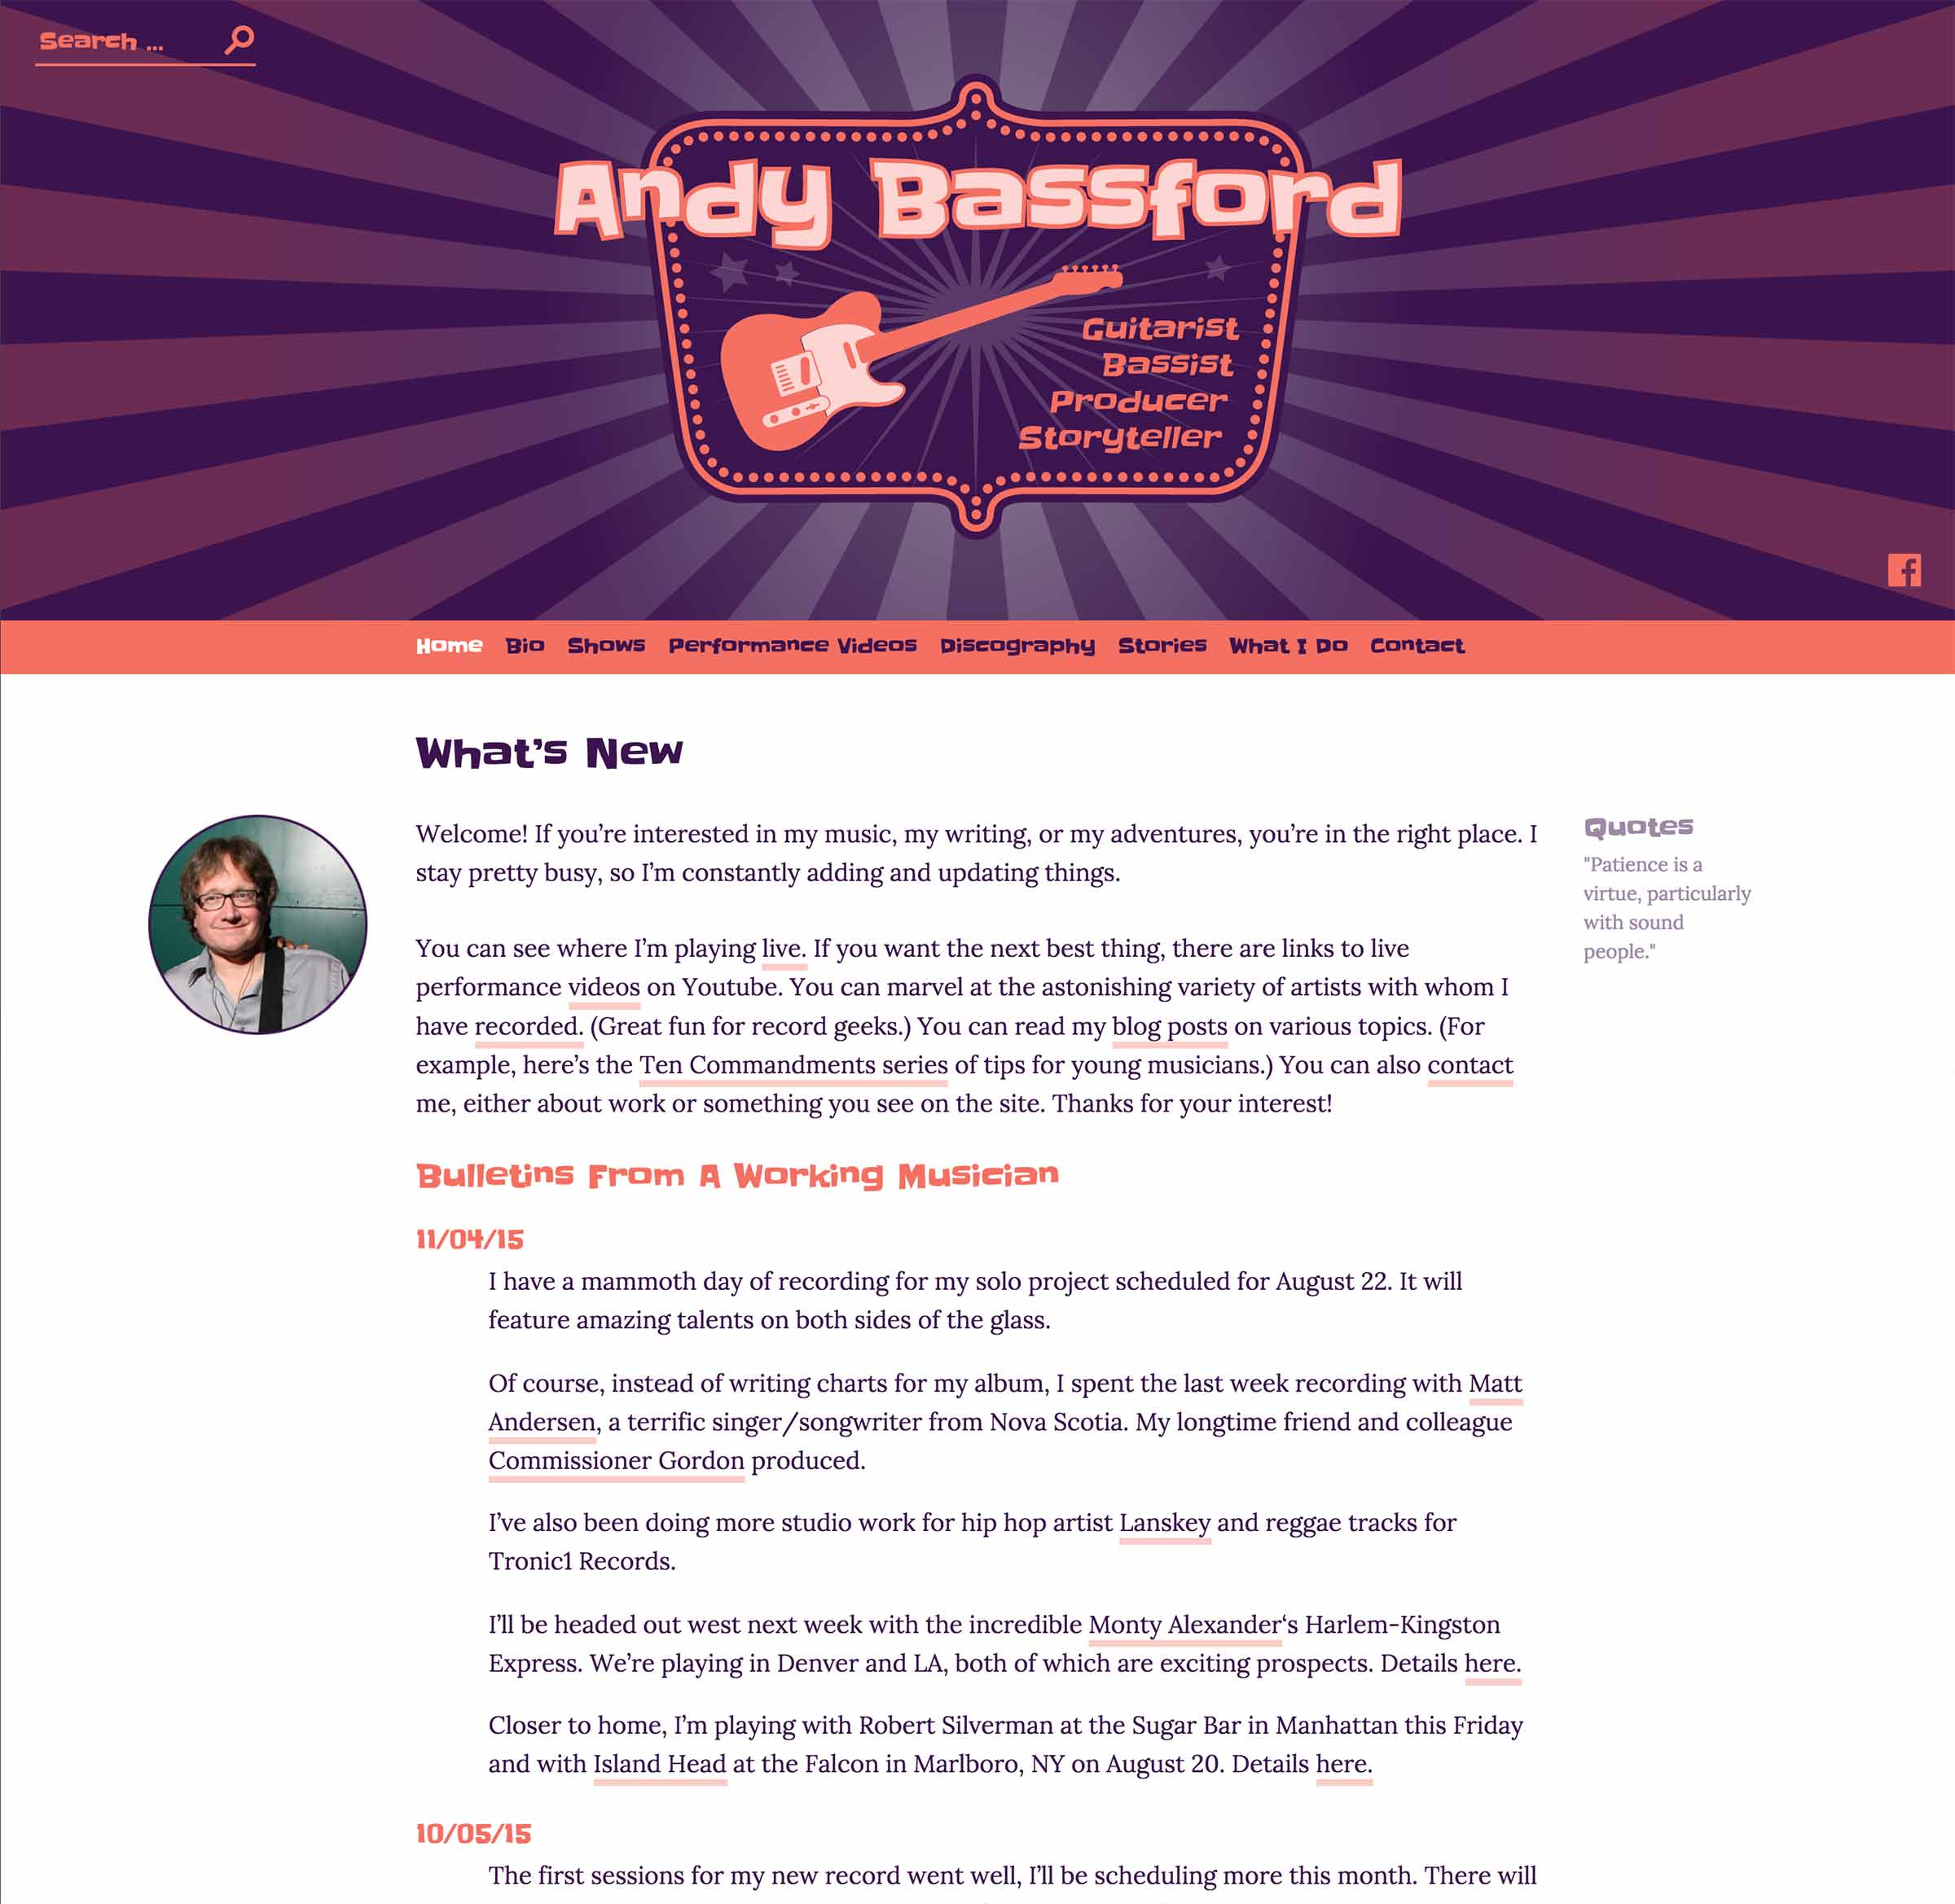 Search ...
Andy Bassford
Guitarist
Bassist
Producer
Storyteller
Home Bio Shows Performance Videos Discography Stories What I Do Contact
What’s New
Welcome! If you’re interested in my music, my writing, or my adventures, you’re in the right place. I
stay pretty busy, so I’m constantly adding and updating things.
You can see where I’m playing live. If you want the next best thing, there are links to live
performance videos on Youtube. You can marvel at the astonishing variety of artists with whom I
have recorded. (Great fun for record geeks.) You can read my blog posts on various topics. (For
example, here’s the Ten Commandments series of tips for young musicians.) You can also contact
me, either about work or something you see on the site. Thanks for your interest!
Quotes
"Patience is a
virtue, particularly
with sound
people."
Bulletins From A Working Musician
11/04/15
I have a mammoth day of recording for my solo project scheduled for August 22. It will
feature amazing talents on both sides of the glass.
Of course, instead of writing charts for my album, I spent the last week recording with Matt
Andersen, a terrific singer/songwriter from Nova Scotia. My longtime friend and colleague
Commissioner Gordon produced.
I’ve also been doing more studio work for hip hop artist Lanskey and reggae tracks for
Tronic1 Records.
I’ll be headed out west next week with the incredible Monty Alexander‘s Harlem-Kingston
Express. We’re playing in Denver and LA, both of which are exciting prospects. Details here.
Closer to home, I’m playing with Robert Silverman at the Sugar Bar in Manhattan this Friday
and with Island Head at the Falcon in Marlboro, NY on August 20. Details here.
10/05/15
The first sessions for my new record went well, I’ll be scheduling more this month. There will